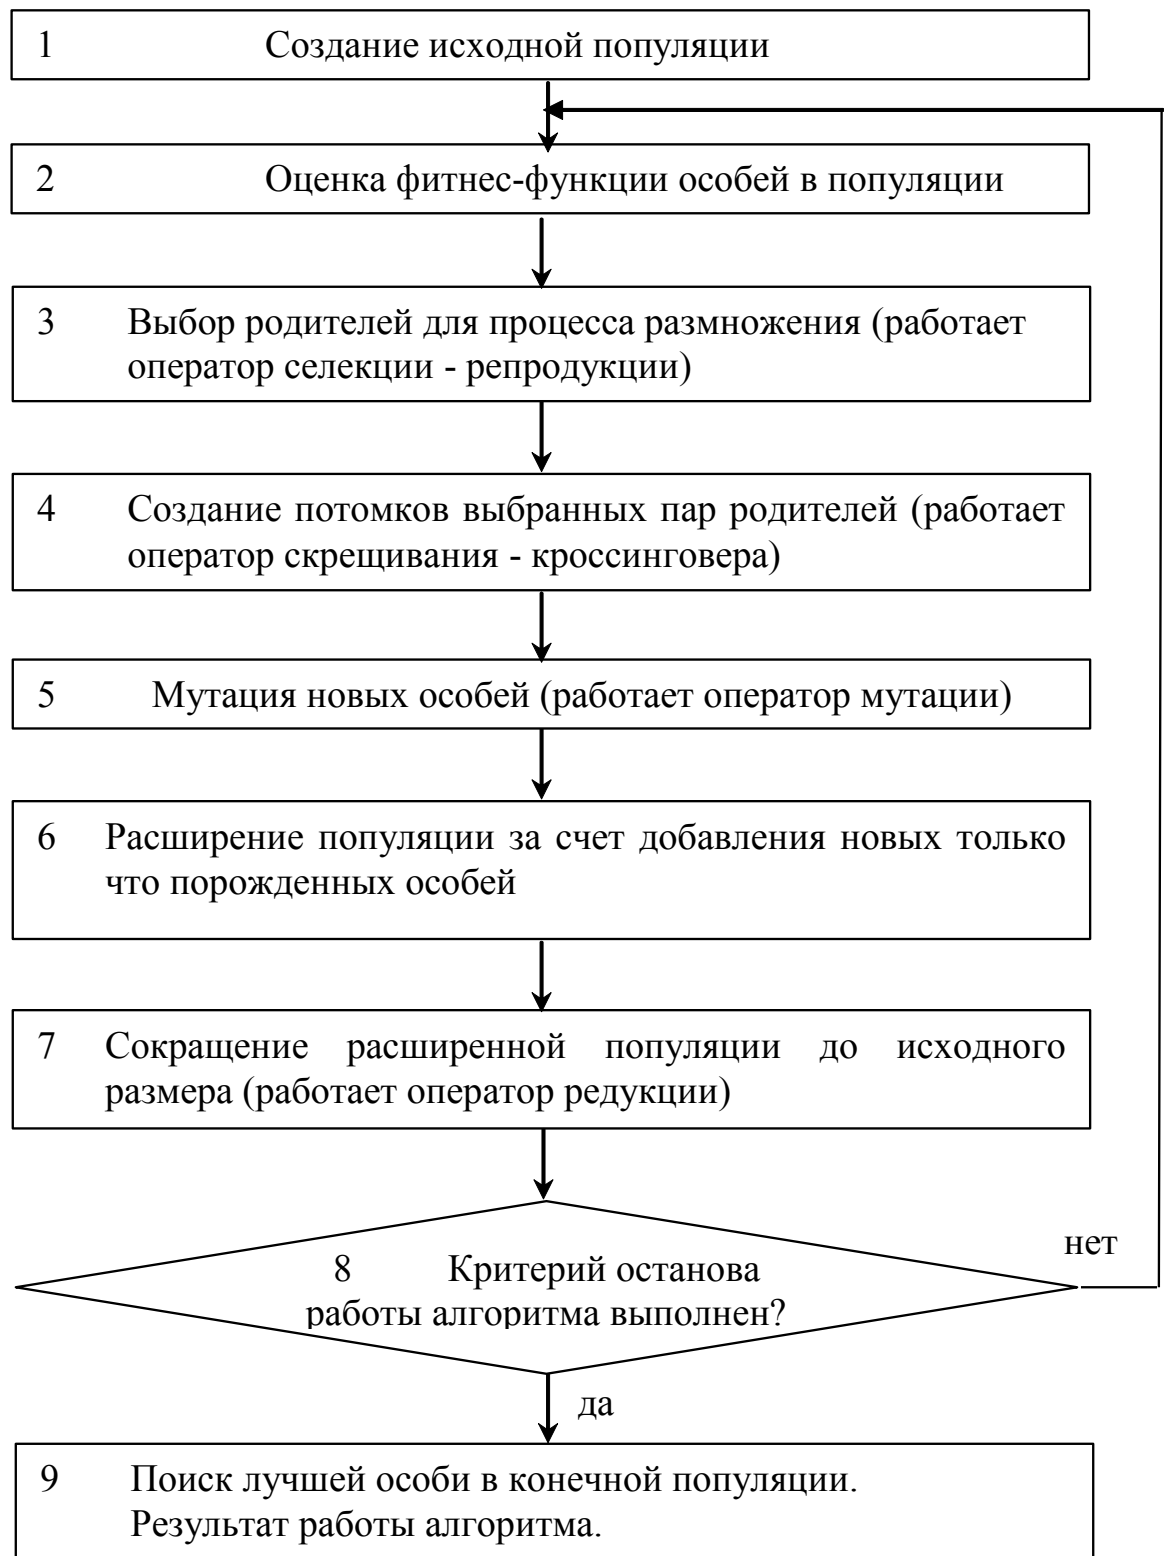 1 Создание исходной популяции
2 Оценка фитнес-функции особей в популяции
3 Выбор родителей для процесса размножения (работает
оператор селекции - репродукции)
4 Создание потомков выбранных пар родителей (работает
оператор скрещивания - кроссинговера)
5 Мутация новых особей (работает оператор мутации)
6 Расширение популяции за счет добавления новых только
что порожденных особей
7 Сокращение расширенной популяции до исходного
размера (работает оператор редукции)
нет
8 Критерий останова
работы алгоритма выполнен?
да
9 Поиск лучшей особи в конечной популяции.
Результат работы алгоритма.